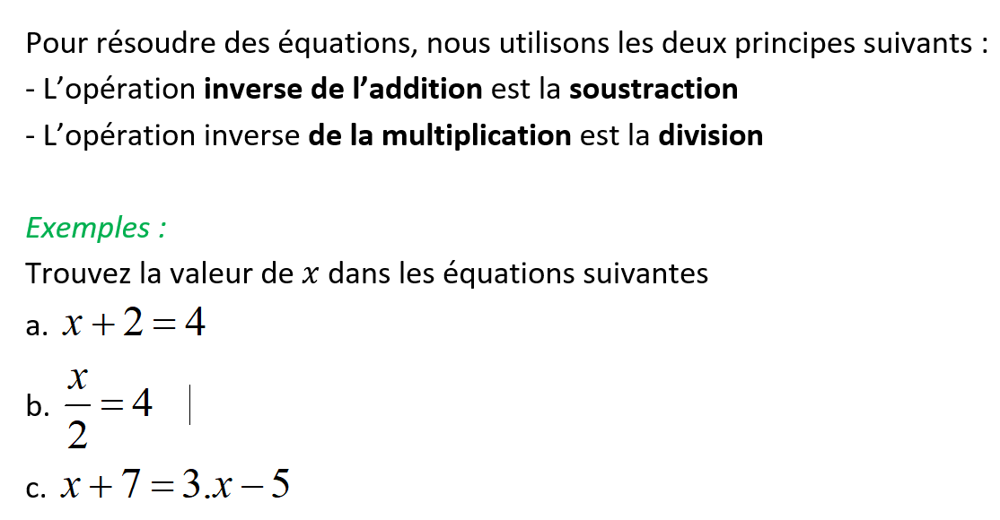 Pour résoudre des équations, nous utilisons les deux principes suivants :
- L’opération inverse de l’addition est la soustraction
- L’opération inverse de la multiplication est la division
Exemples :
Trouvez la valeur de x dans les équations suivantes
a. x + 2 = 4
b. x/2 = 4
c. x + 7 = 3.x − 5